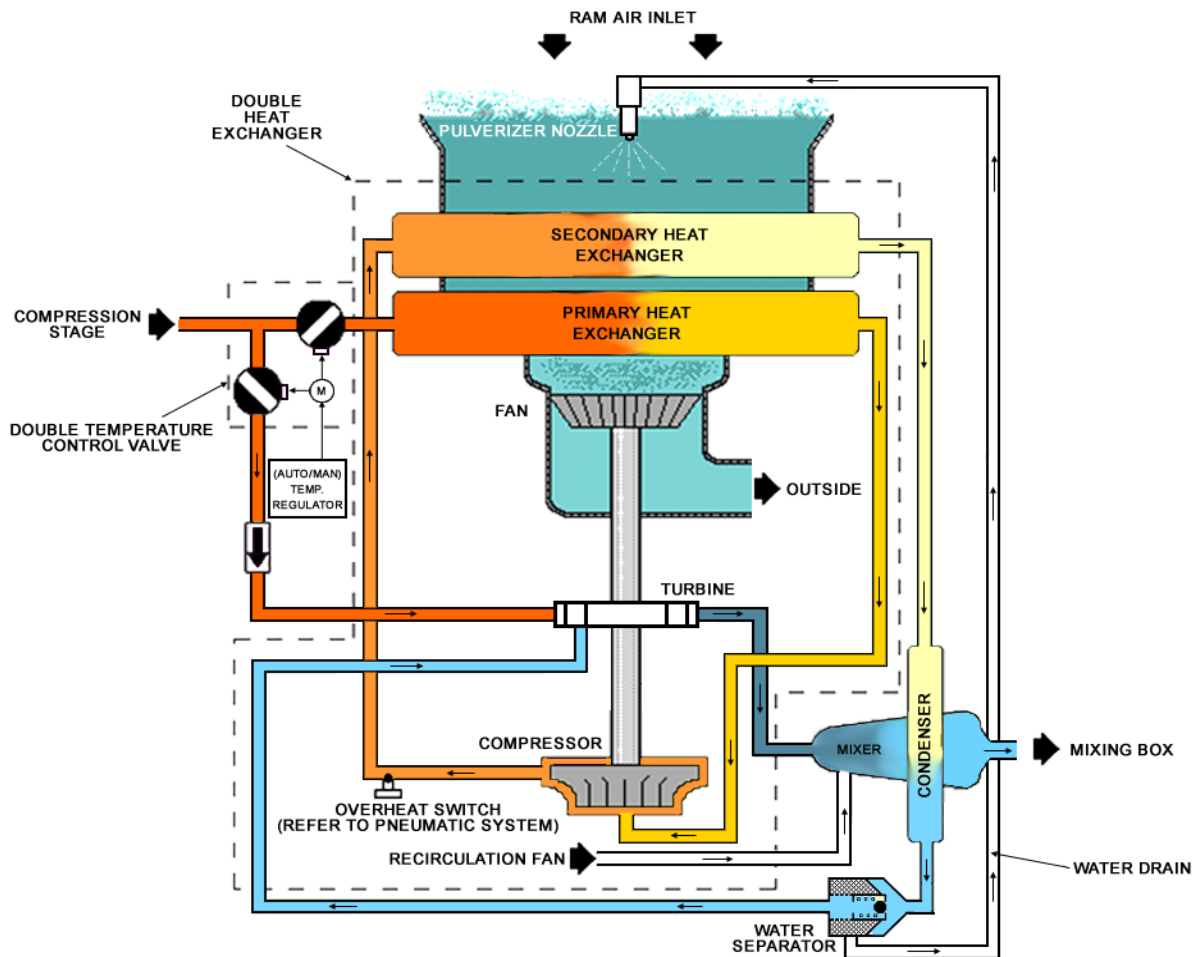 RAM AIR INLET
DOUBLE
HEAT
EXCHANGER
PULVERIZER NOZZLE
SECONDARY HEAT
EXCHANGER
COMPRESSION
STAGE
PRIMARY HEAT
EXCHANGER
M
FAN
DOUBLE TEMPERATURE
CONTROL VALVE
(AUTO/MAN)
TEMP.
REGULATOR
OUTSIDE
TURBINE
COMPRESSOR
MIXER
CONDENSER
MIXING BOX
OVERHEAT SWITCH
(REFER TO PNEUMATIC SYSTEM)
RECIRCULATION FAN
WATER DRAIN
WATER
SEPARATOR